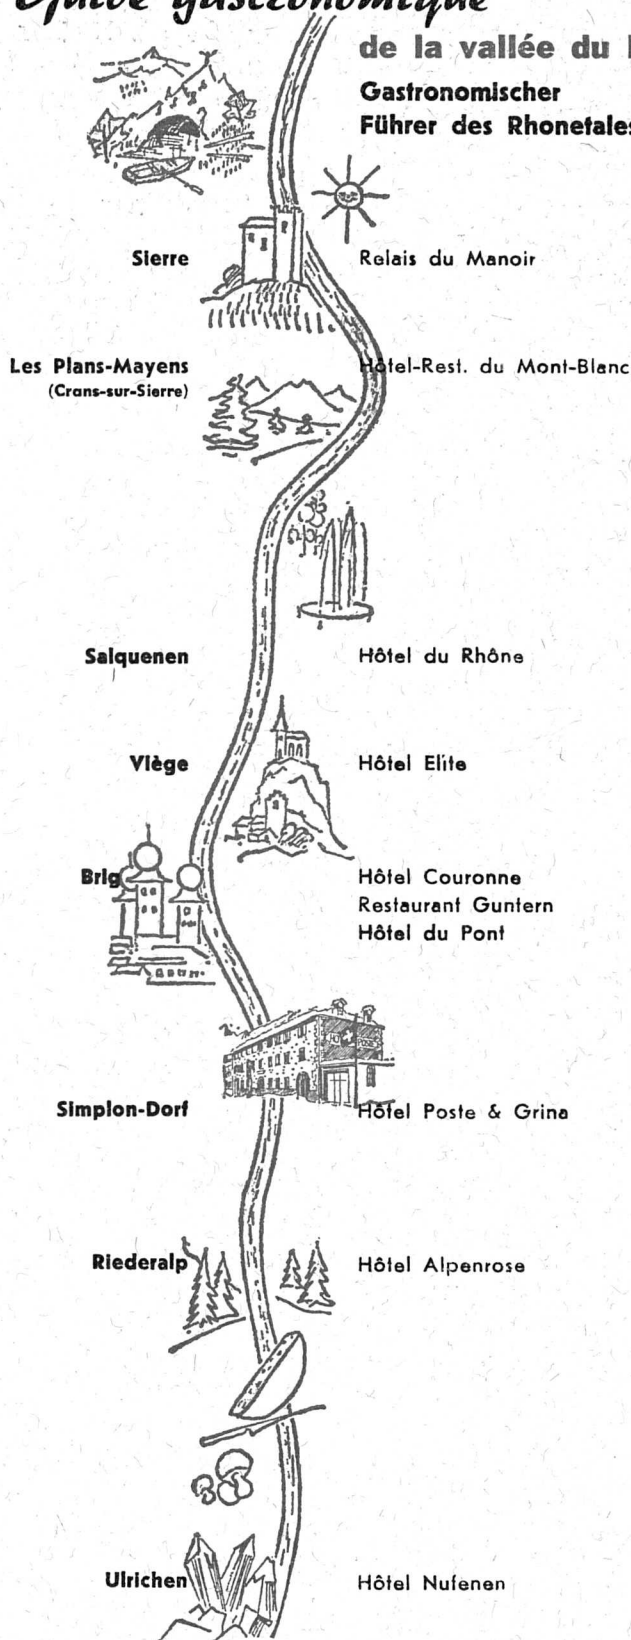 Guide gastronomique
de la vallée du
Gastronomischer
Führer des Rhonetales
Sierre
Relais du Manoir
Les Plans-Mayens
(Crans-sur-Sierre)
Hôtel-Rest. du Mont-Blanc
Salquenen
Hôtel du Rhône
Viège
Hôtel Elite
Brig
Hôtel Couronne
Restaurant Guntern
Hôtel du Pont
Simplon-Dorf
Hôtel Poste & Grina
Riederalp
Hôtel Alpenrose
Ulrichen
Hôtel Nufenen